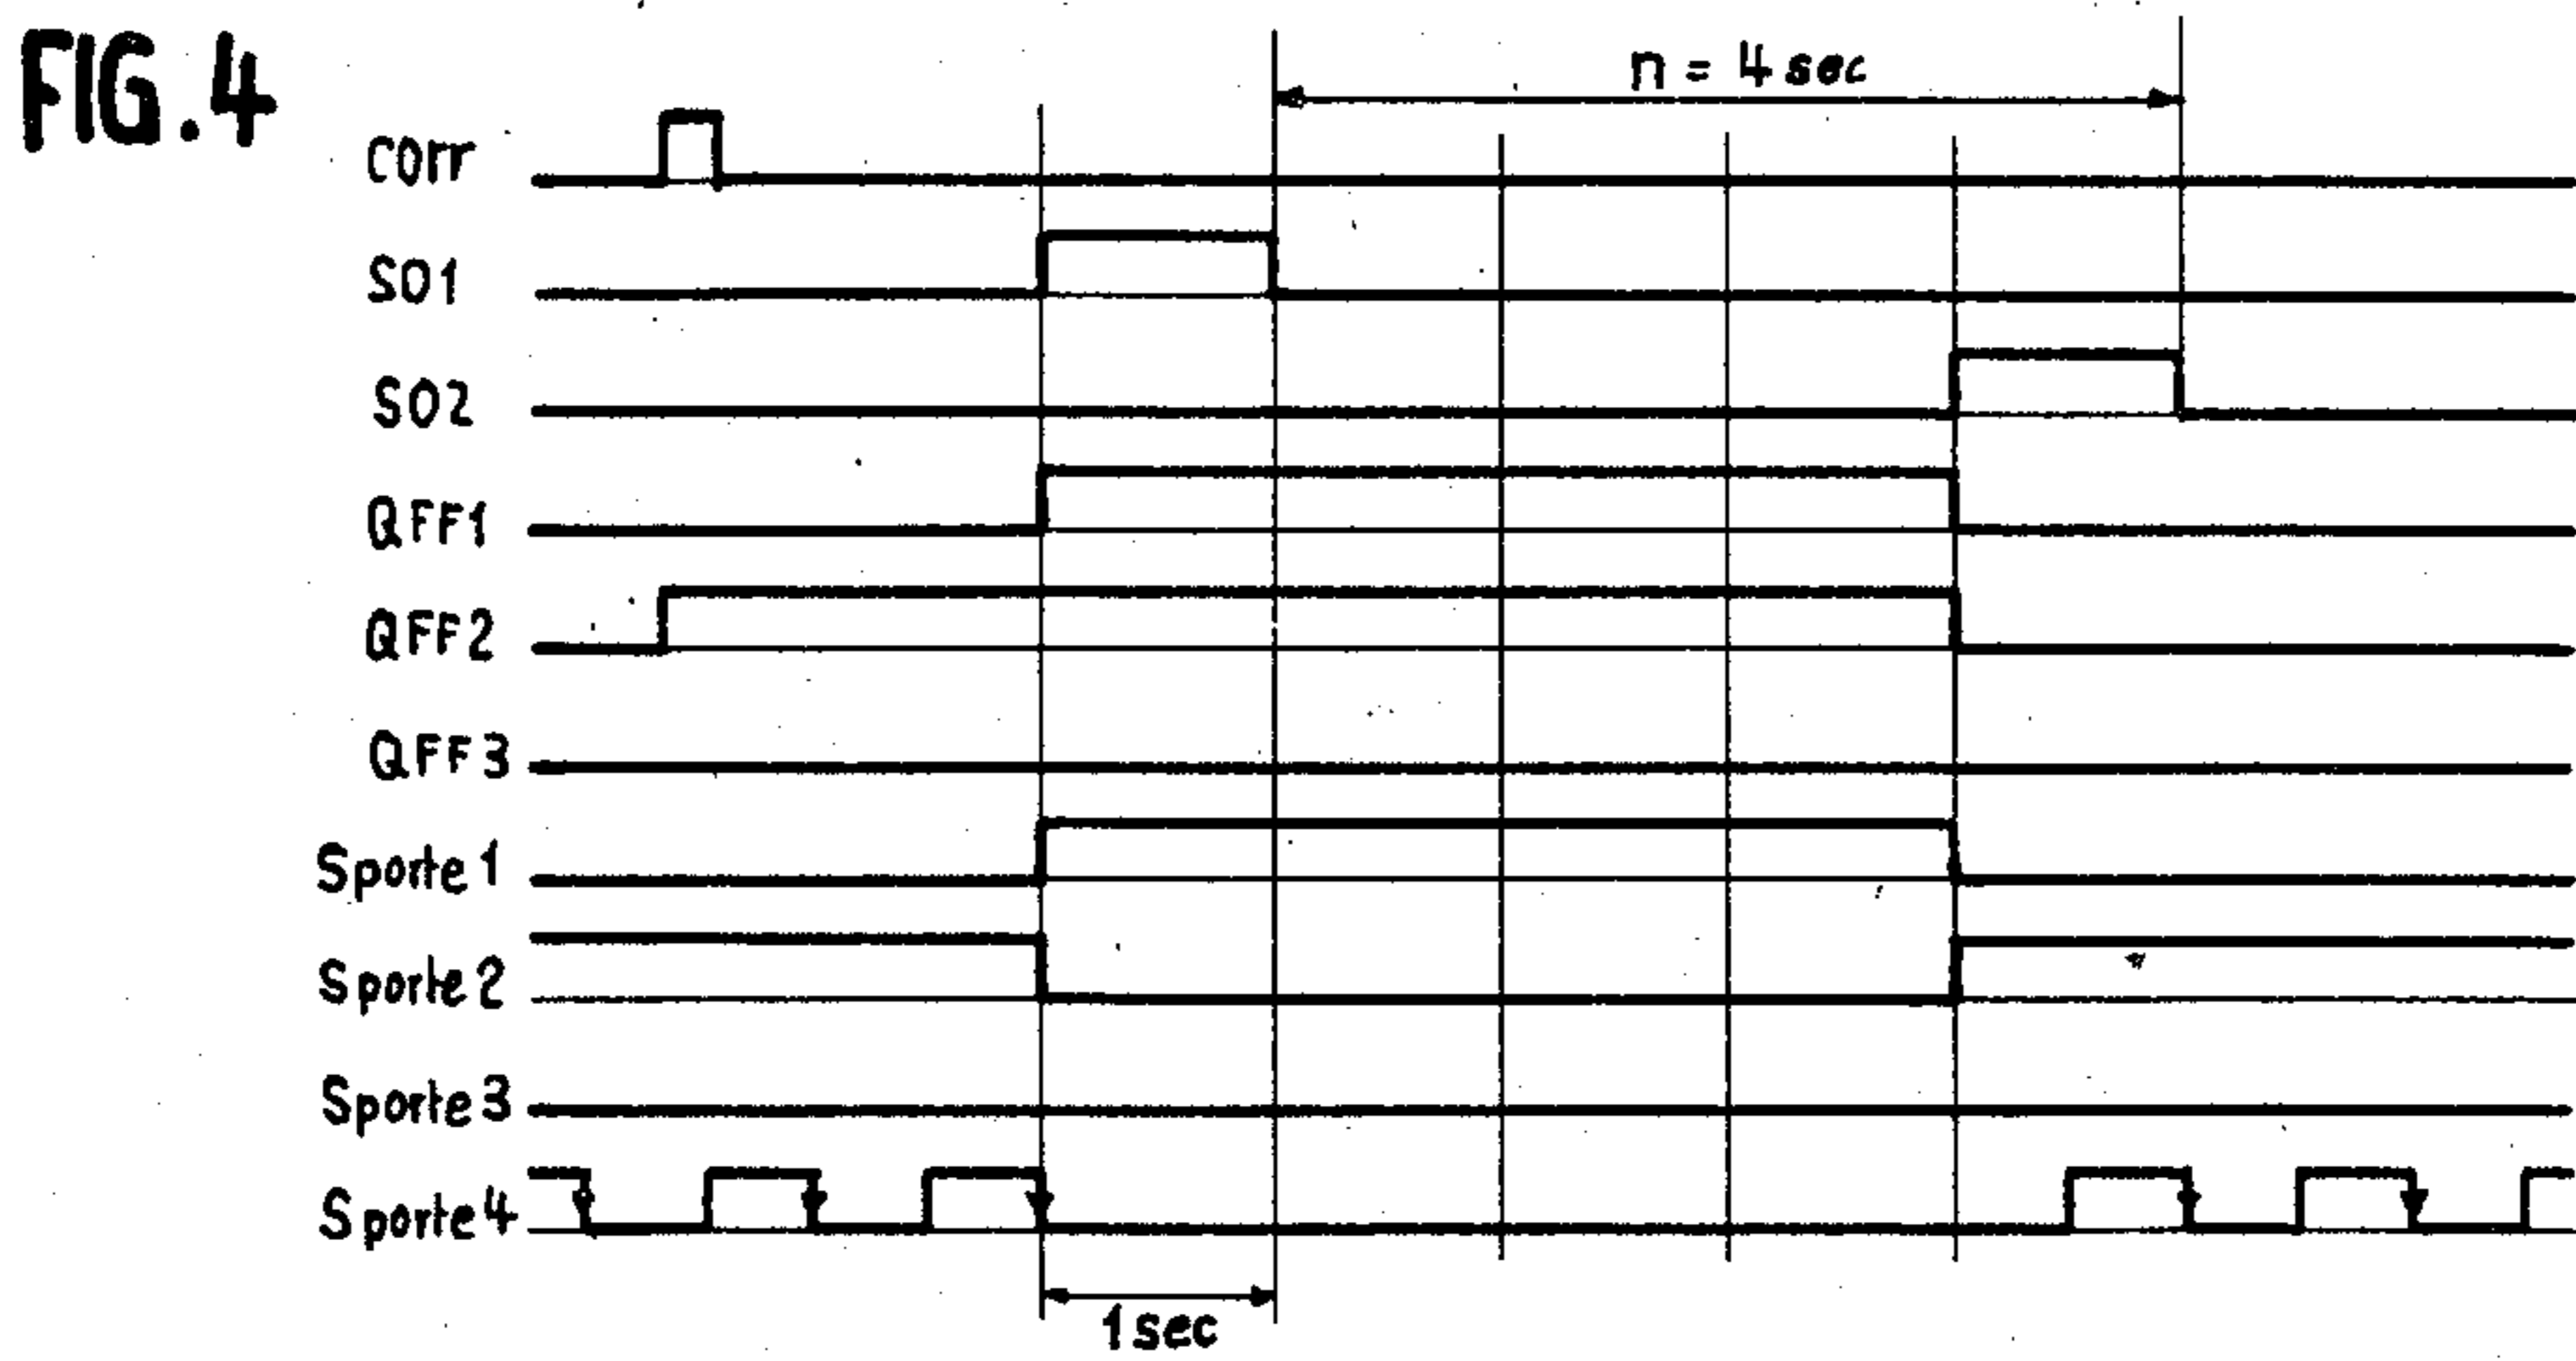 FIG.4
n = 4 sec
corr
SO1
SO2
QFF1
QFF2
QFF3
Sporte 1
Sporte 2
Sporte 3
Sporte 4
1 sec